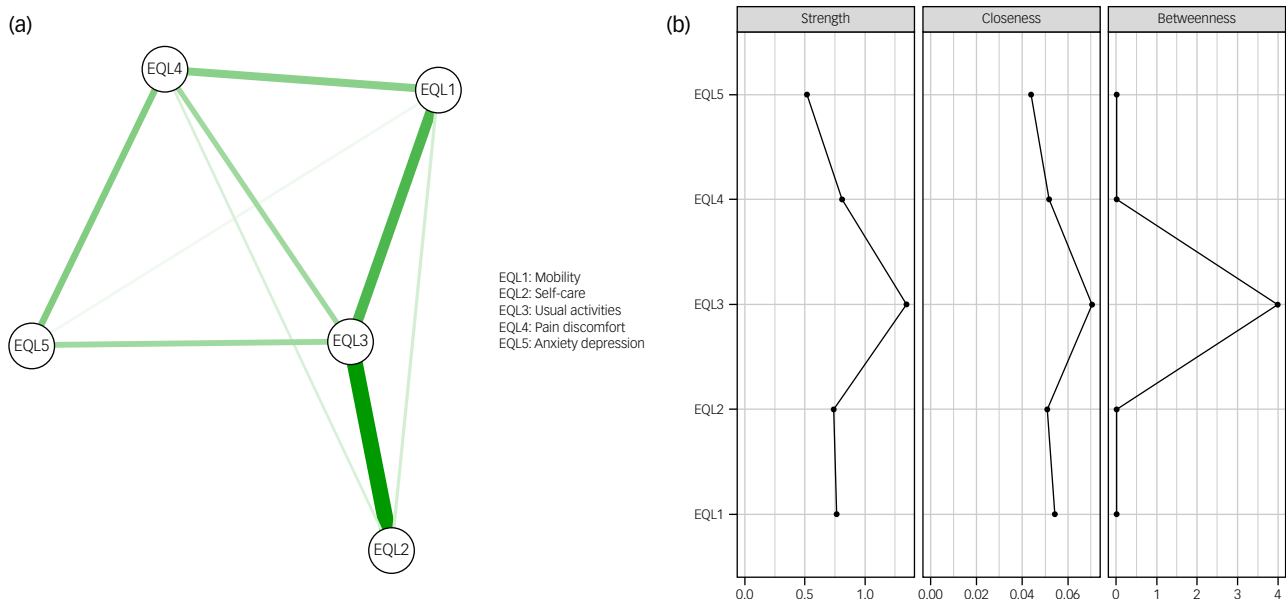 (a)
EQL4
EQL1
EQL5
EQL3
EQL2
EQL1: Mobility
EQL2: Self-care
EQL3: Usual activities
EQL4: Pain discomfort
EQL5: Anxiety depression
(b)
Strength Closeness Betweenness
EQL5
EQL4
EQL3
EQL2
EQL1
0.0 0.5 1.0 0.00 0.02 0.04 0.06 0 1 2 3 4